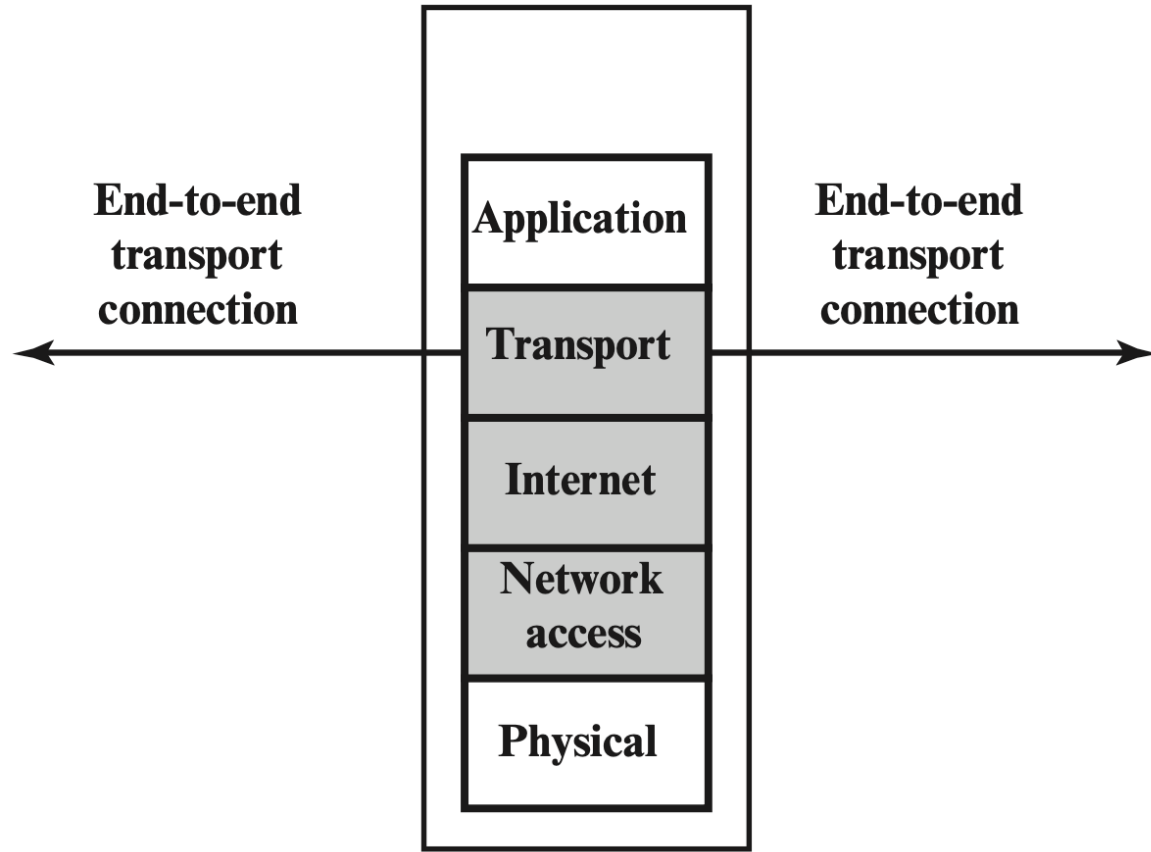 End-to-end
transport
connection
Application
Transport
Internet
Network
access
Physical
End-to-end
transport
connection